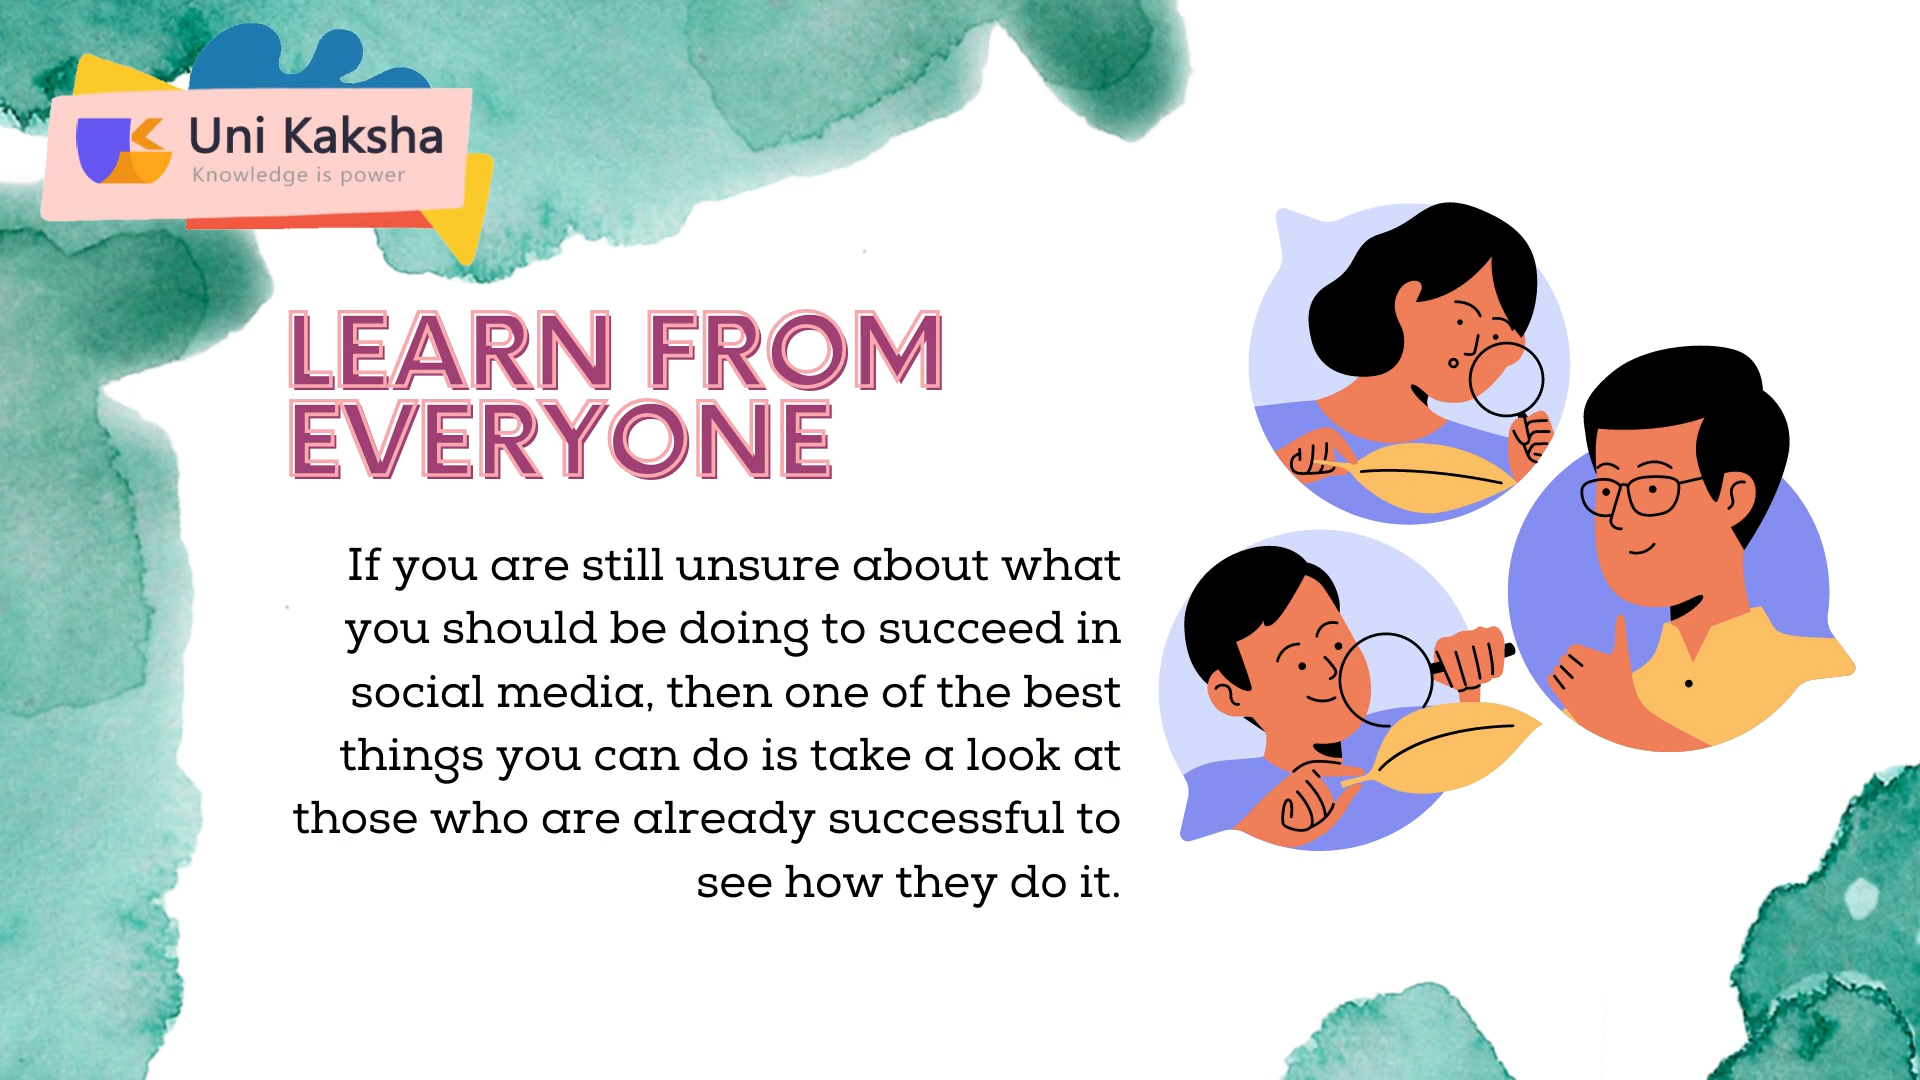 Uni Kaksha
Knowledge is power
LEARN FROM
EVERYONE
If you are still unsure about what
you should be doing to succeed in
social media, then one of the best
things you can do is take a look at
those who are already successful to
see how they do it.